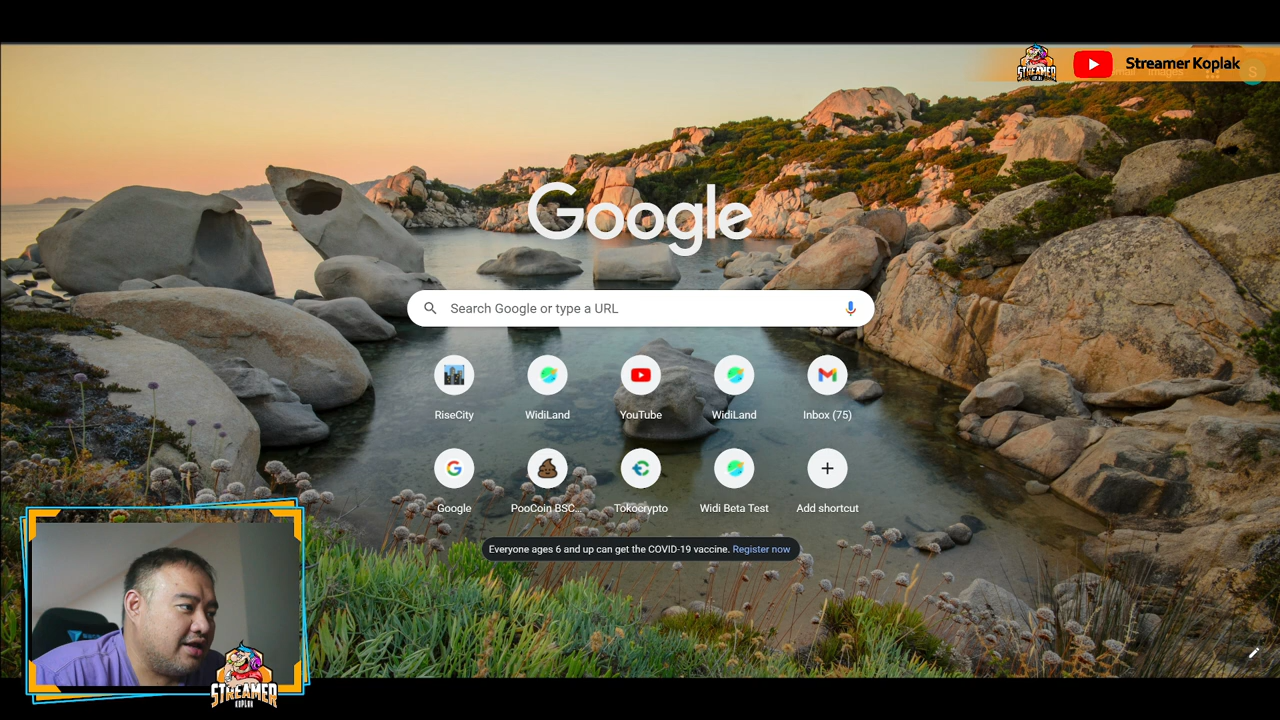 STREAMER
KOPLAK
Streamer Koplak
Images
S
Google
Search Google or type a URL
RiseCity
WidiLand
YouTube
WidiLand
Inbox (75)
Google
PooCoin BSC...
Tokocrypto
Widi Beta Test
Add shortcut
Everyone ages 6 and up can get the COVID-19 vaccine. Register now
STREAMER
KOPLAK